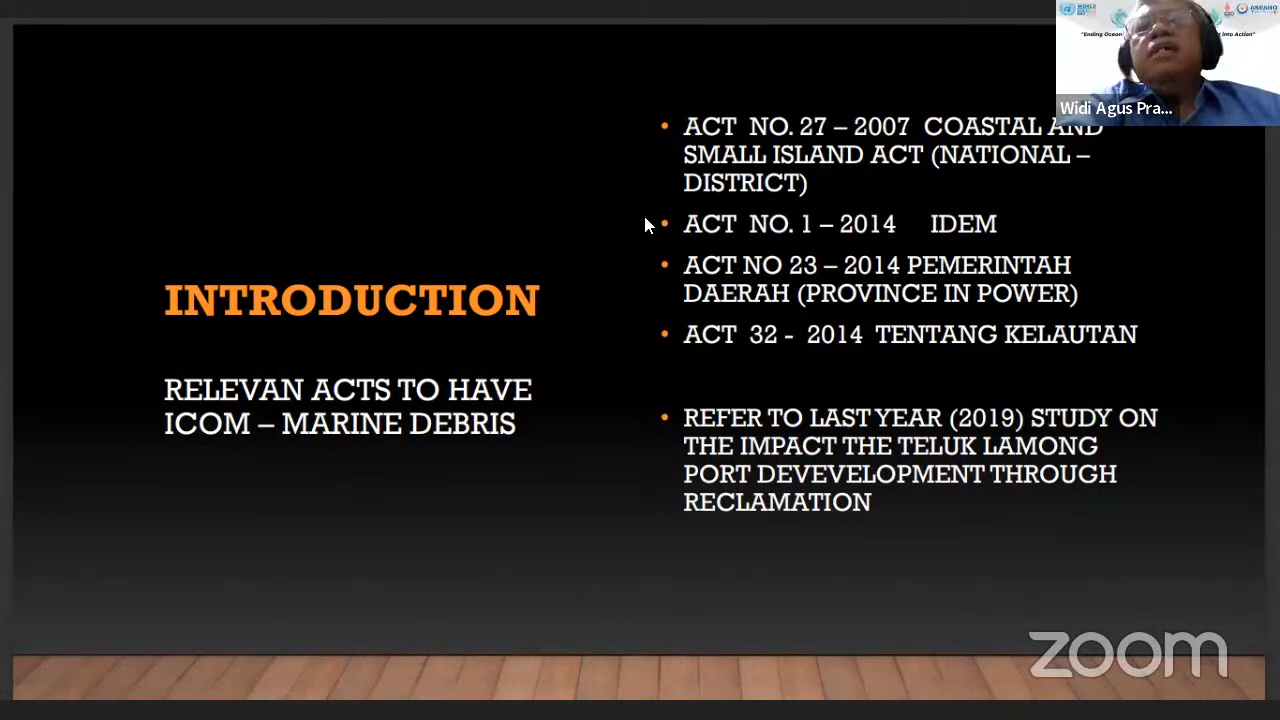 INTRODUCTION
RELEVAN ACTS TO HAVE
ICOM – MARINE DEBRIS
• ACT NO. 27 – 2007 COASTAL AND
SMALL ISLAND ACT (NATIONAL –
DISTRICT)
• ACT NO. 1 – 2014 IDEM
• ACT NO 23 – 2014 PEMERINTAH
DAERAH (PROVINCE IN POWER)
• ACT 32 - 2014 TENTANG KELAUTAN
• REFER TO LAST YEAR (2019) STUDY ON
THE IMPACT THE TELUK LAMONG
PORT DEVEVELOPMENT THROUGH
RECLAMATION
"Ending Ocean
into Action"
Widi Agus Pra...
zoom